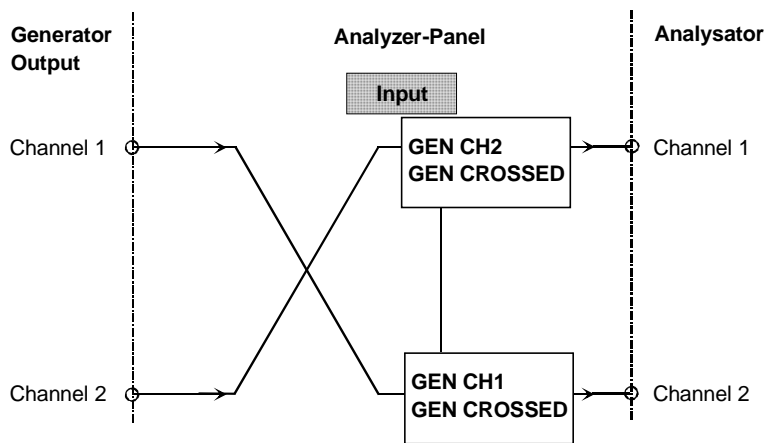 Generator
Output
Analyzer-Panel
Analysator
Input
Channel 1
GEN CH2
GEN CROSSED
Channel 1
Channel 2
GEN CH1
GEN CROSSED
Channel 2